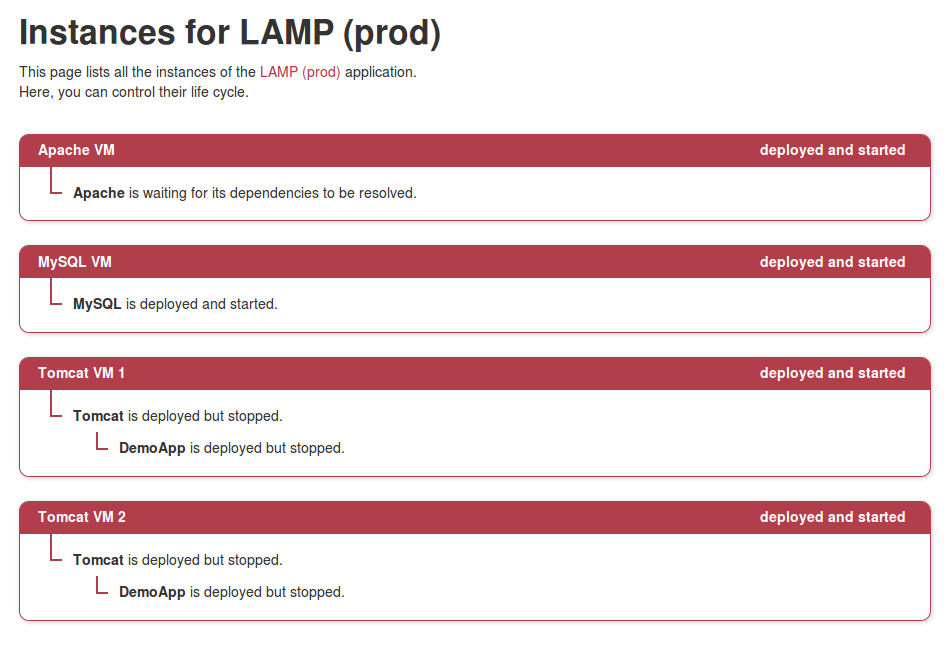 Instances for LAMP (prod)
This page lists all the instances of the LAMP (prod) application.
Here, you can control their life cycle.
Apache VM deployed and started
Apache is waiting for its dependencies to be resolved.
MySQL VM deployed and started
MySQL is deployed and started.
Tomcat VM 1 deployed and started
Tomcat is deployed but stopped.
DemoApp is deployed but stopped.
Tomcat VM 2 deployed and started
Tomcat is deployed but stopped.
DemoApp is deployed but stopped.